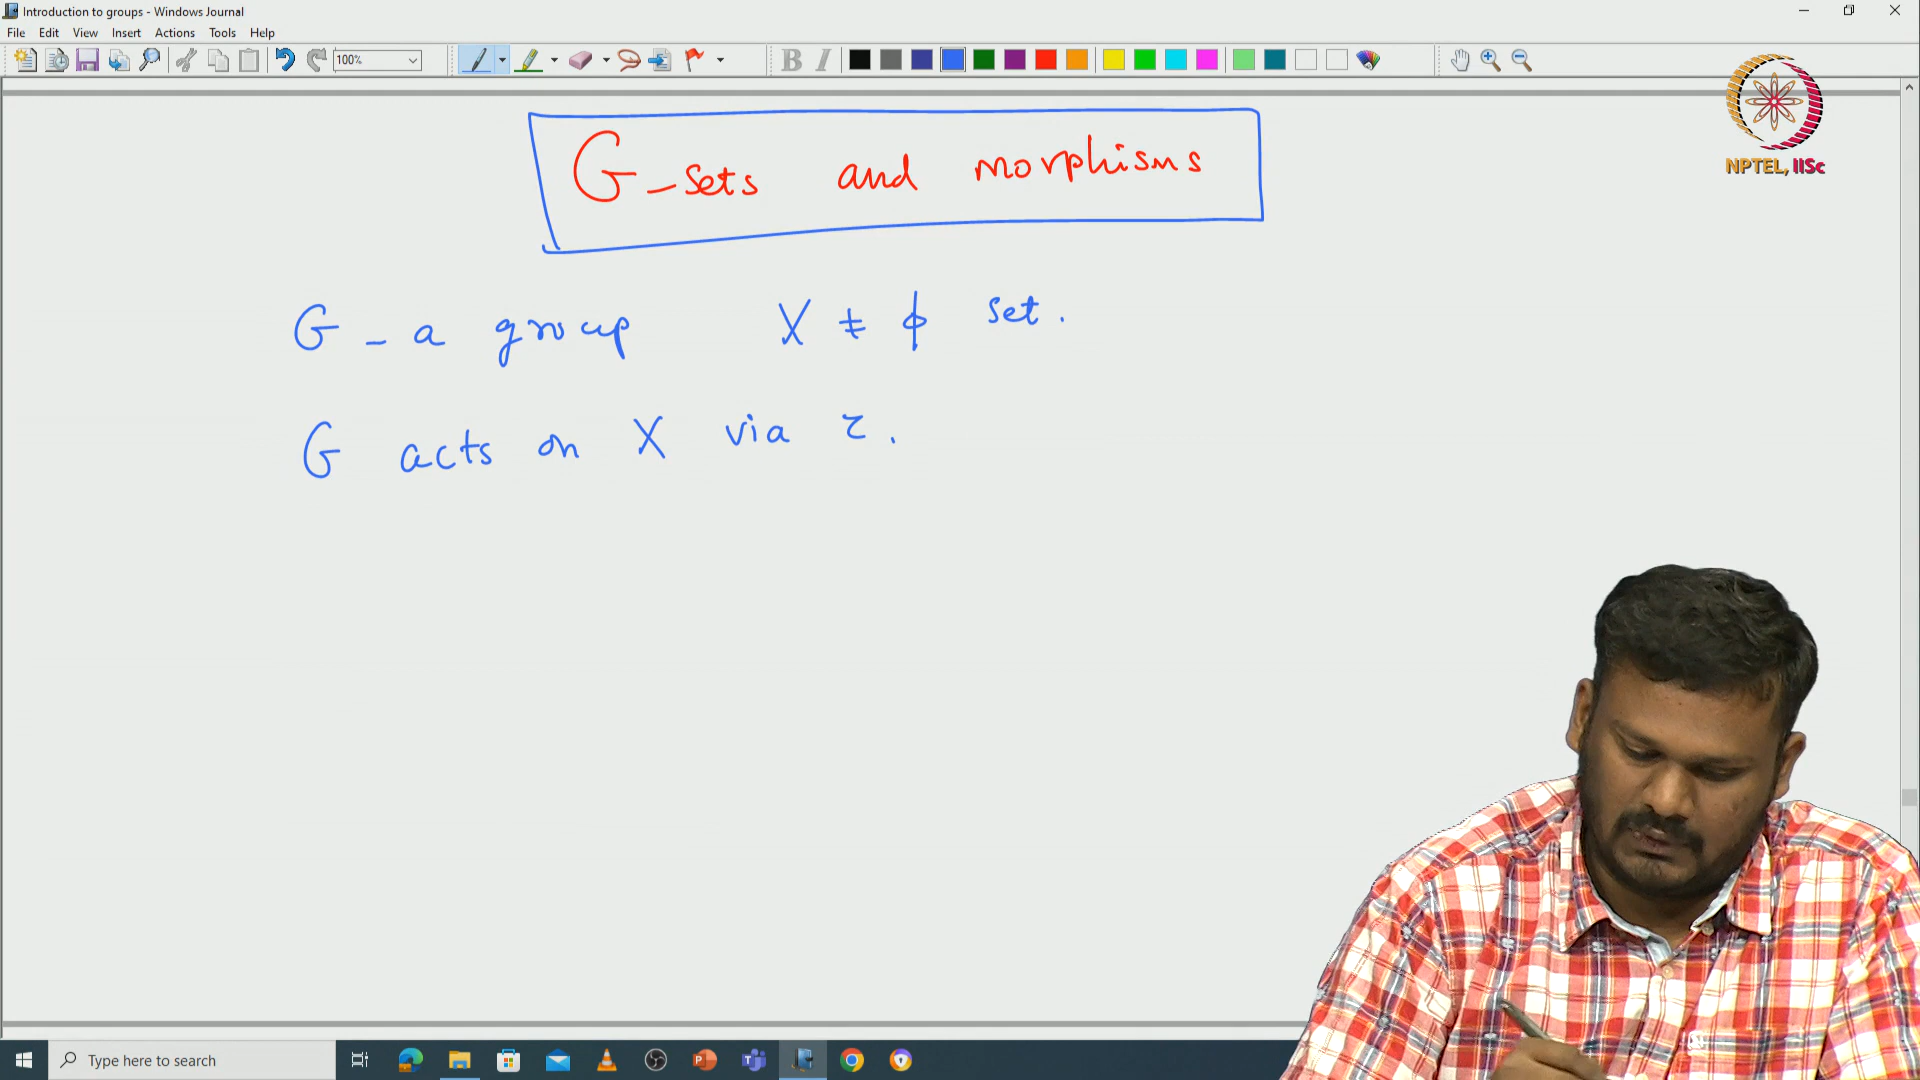 Introduction to groups - Windows Journal
File Edit View Insert Actions Tools Help
100%
B I
NPTEL, IISc
G-sets and morphisms
G - a group X ≠ φ set.
G acts on X via τ.
Type here to search